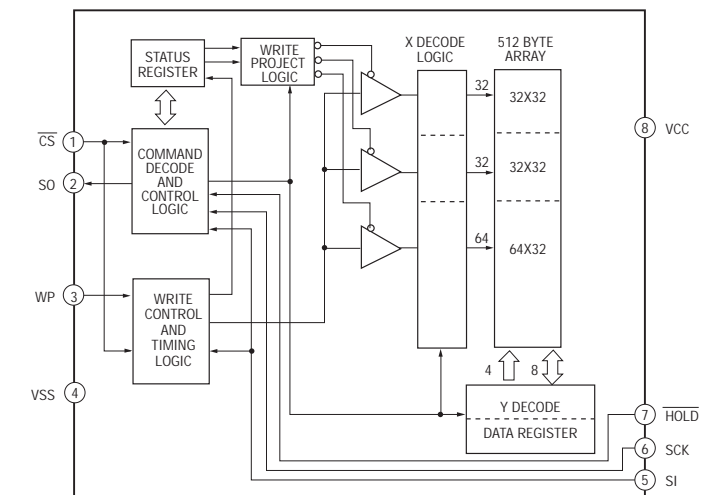 STATUS
REGISTER
WRITE
PROJECT
LOGIC
X DECODE
LOGIC
512 BYTE
ARRAY
32
32X32
32
32X32
64
64X32
CS
1
COMMAND
DECODE
AND
CONTROL
LOGIC
SO
2
8
VCC
WP
3
WRITE
CONTROL
AND
TIMING
LOGIC
VSS
4
4
8
Y DECODE
DATA REGISTER
7
HOLD
6
SCK
5
SI